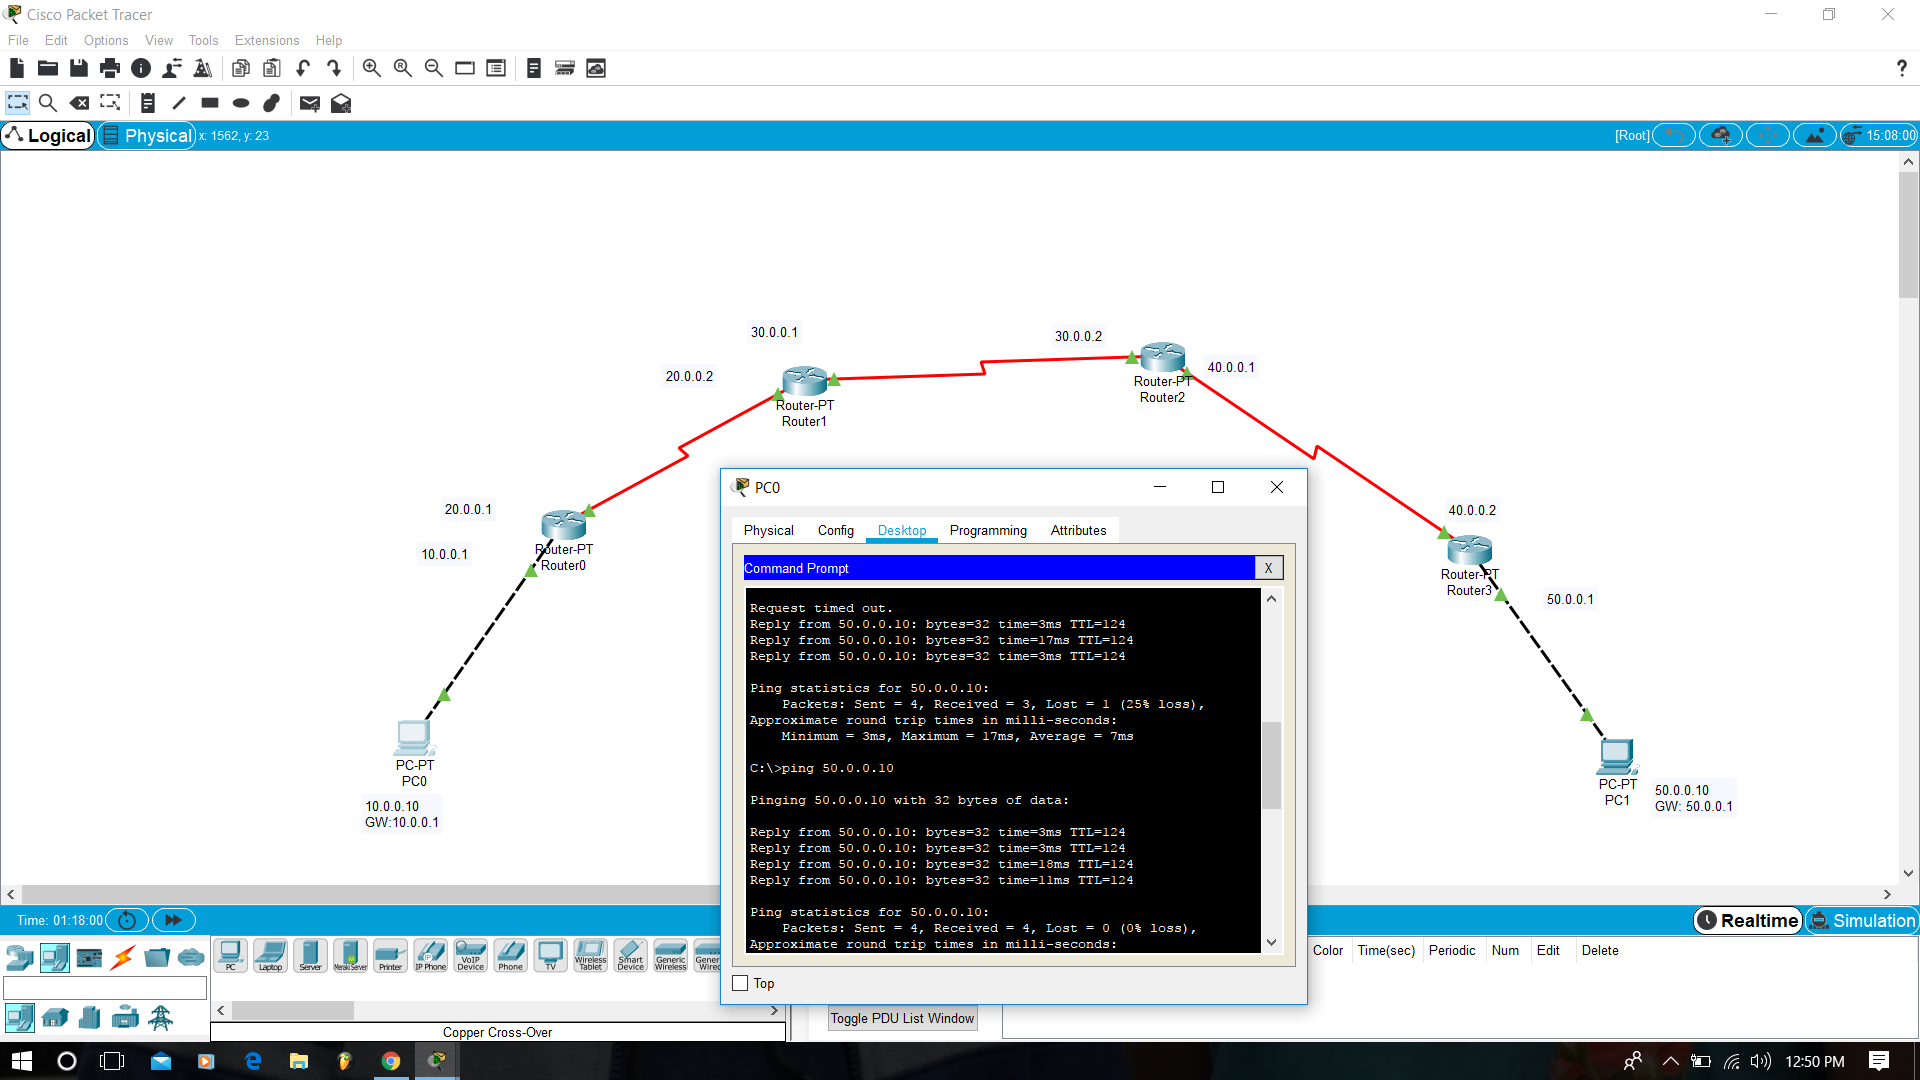 Cisco Packet Tracer
File Edit Options View Tools Extensions Help
Logical Physical x: 1562, y: 23 [Root] 15:08:00
30.0.0.1
30.0.0.2
20.0.0.2
40.0.0.1
Router-PT
Router1
Router-PT
Router2
20.0.0.1
10.0.0.1
Router-PT
Router0
40.0.0.2
Router-PT
Router3
50.0.0.1
PC-PT
PC0
10.0.0.10
GW:10.0.0.1
PC-PT
PC1
50.0.0.10
GW: 50.0.0.1
PC0
Physical Config Desktop Programming Attributes
Command Prompt X
Request timed out.
Reply from 50.0.0.10: bytes=32 time=3ms TTL=124
Reply from 50.0.0.10: bytes=32 time=17ms TTL=124
Reply from 50.0.0.10: bytes=32 time=3ms TTL=124
Ping statistics for 50.0.0.10:
Packets: Sent = 4, Received = 3, Lost = 1 (25% loss),
Approximate round trip times in milli-seconds:
Minimum = 3ms, Maximum = 17ms, Average = 7ms
C:\>ping 50.0.0.10
Pinging 50.0.0.10 with 32 bytes of data:
Reply from 50.0.0.10: bytes=32 time=3ms TTL=124
Reply from 50.0.0.10: bytes=32 time=3ms TTL=124
Reply from 50.0.0.10: bytes=32 time=18ms TTL=124
Reply from 50.0.0.10: bytes=32 time=11ms TTL=124
Ping statistics for 50.0.0.10:
Packets: Sent = 4, Received = 4, Lost = 0 (0% loss),
Approximate round trip times in milli-seconds:
Top
Time: 01:18:00
Realtime Simulation
PC Laptop Server Meraki Server Printer IP Phone VoIP Device Phone TV Wireless Tablet Smart Device Generic Wireless Gener Wirec
Color Time(sec) Periodic Num Edit Delete
Toggle PDU List Window
Copper Cross-Over
12:50 PM